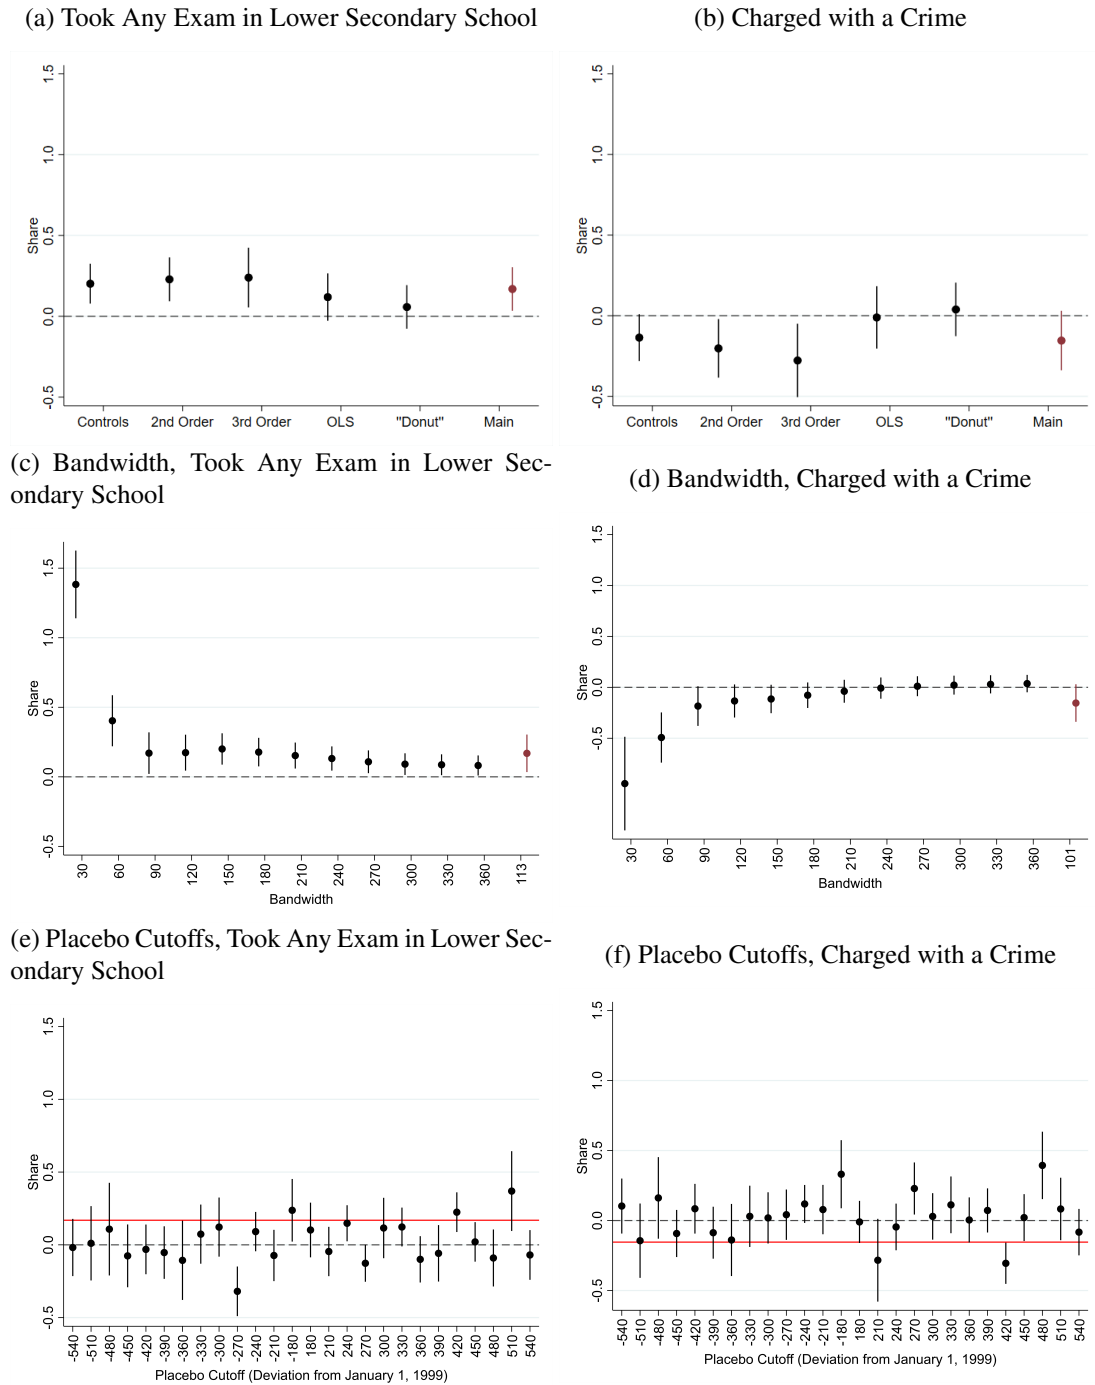 (a) Took Any Exam in Lower Secondary School
1.5
1.0
0.5
0.0
-0.5
Share
Controls 2nd Order 3rd Order OLS "Donut" Main
(b) Charged with a Crime
1.5
1.0
0.5
0.0
-0.5
Share
Controls 2nd Order 3rd Order OLS "Donut" Main
(c) Bandwidth, Took Any Exam in Lower Sec-
ondary School
1.5
1.0
0.5
0.0
-0.5
Share
30 60 90 120 150 180 210 240 270 300 330 360 113
Bandwidth
(d) Bandwidth, Charged with a Crime
1.5
1.0
0.5
0.0
-0.5
Share
30 60 90 120 150 180 210 240 270 300 330 360 101
Bandwidth
(e) Placebo Cutoffs, Took Any Exam in Lower Sec-
ondary School
1.5
1.0
0.5
0.0
-0.5
Share
-540 -510 -480 -450 -420 -390 -360 -330 -300 -270 -240 -210 -180 180 210 240 270 300 330 360 390 420 450 480 510 540
Placebo Cutoff (Deviation from January 1, 1999)
(f) Placebo Cutoffs, Charged with a Crime
1.5
1.0
0.5
0.0
-0.5
Share
-540 -510 -480 -450 -420 -390 -360 -330 -300 -270 -240 -210 -180 180 210 240 270 300 330 360 390 420 450 480 510 540
Placebo Cutoff (Deviation from January 1, 1999)